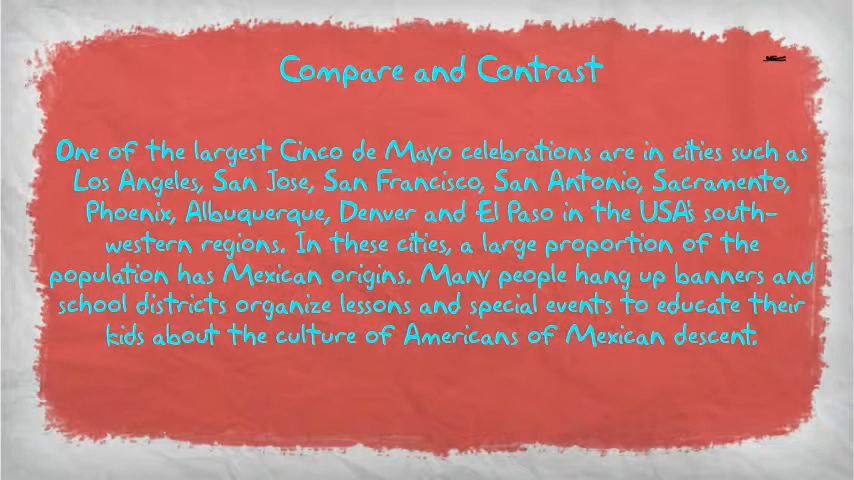 Compare and Contrast
One of the largest Cinco de Mayo celebrations are in cities such as
Los Angeles, San Jose, San Francisco, San Antonio, Sacramento,
Phoenix, Albuquerque, Denver and El Paso in the USA's south-
western regions. In these cities, a large proportion of the
population has Mexican origins. Many people hang up banners and
school districts organize lessons and special events to educate their
kids about the culture of Americans of Mexican descent.